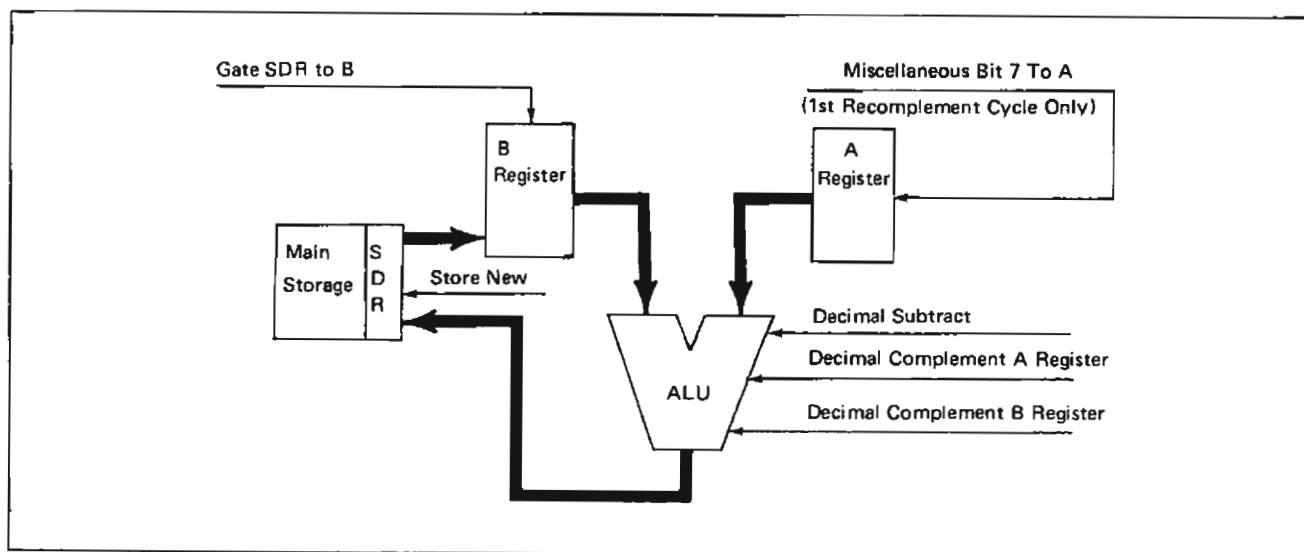 Gate SDR to B
Miscellaneous Bit 7 To A
(1st Recomplement Cycle Only)
B
Register
A
Register
Main
Storage
S
D
R
Store New
Decimal Subtract
Decimal Complement A Register
ALU
Decimal Complement B Register